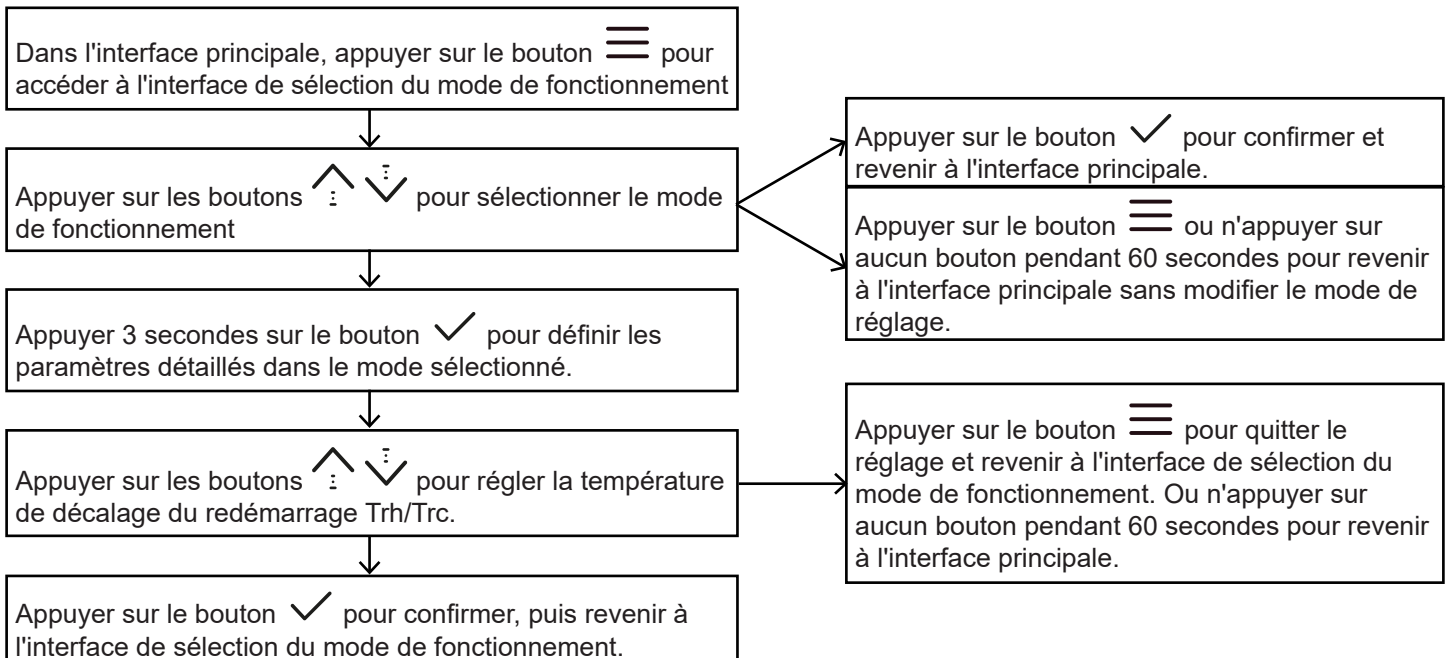 Dans l'interface principale, appuyer sur le bouton pour
accéder à l'interface de sélection du mode de fonctionnement
Appuyer sur les boutons pour sélectionner le mode
de fonctionnement
Appuyer sur le bouton pour confirmer et
revenir à l'interface principale.
Appuyer sur le bouton ou n'appuyer sur
aucun bouton pendant 60 secondes pour revenir
à l'interface principale sans modifier le mode de
réglage.
Appuyer 3 secondes sur le bouton pour définir les
paramètres détaillés dans le mode sélectionné.
Appuyer sur les boutons pour régler la température
de décalage du redémarrage Trh/Trc.
Appuyer sur le bouton pour quitter le
réglage et revenir à l'interface de sélection du
mode de fonctionnement. Ou n'appuyer sur
aucun bouton pendant 60 secondes pour revenir
à l'interface principale.
Appuyer sur le bouton pour confirmer, puis revenir à
l'interface de sélection du mode de fonctionnement.